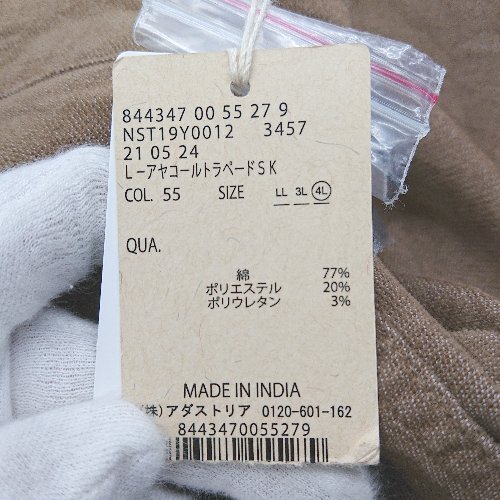 844347 00 55 27 9
NST19Y0012 3457
21 05 24
L-アヤコールトラペードSK
COL. 55 SIZE LL 3L 4L
QUA.
綿 77%
ポリエステル 20%
ポリウレタン 3%
MADE IN INDIA
(株)アダストリア 0120-601-162
8443470055279